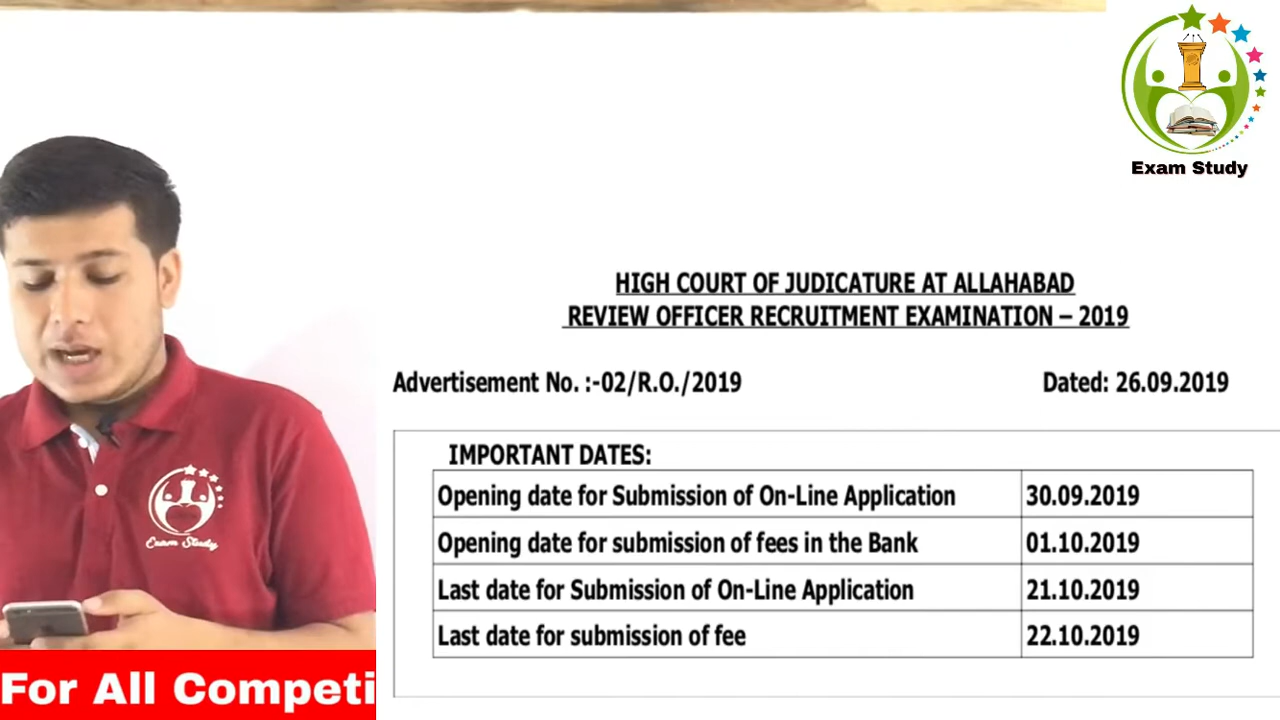 Exam Study
HIGH COURT OF JUDICATURE AT ALLAHABAD
REVIEW OFFICER RECRUITMENT EXAMINATION – 2019
Advertisement No. :-02/R.O./2019 Dated: 26.09.2019
IMPORTANT DATES:
Opening date for Submission of On-Line Application 30.09.2019
Opening date for submission of fees in the Bank 01.10.2019
Last date for Submission of On-Line Application 21.10.2019
Last date for submission of fee 22.10.2019
Exam Study
For All Competi